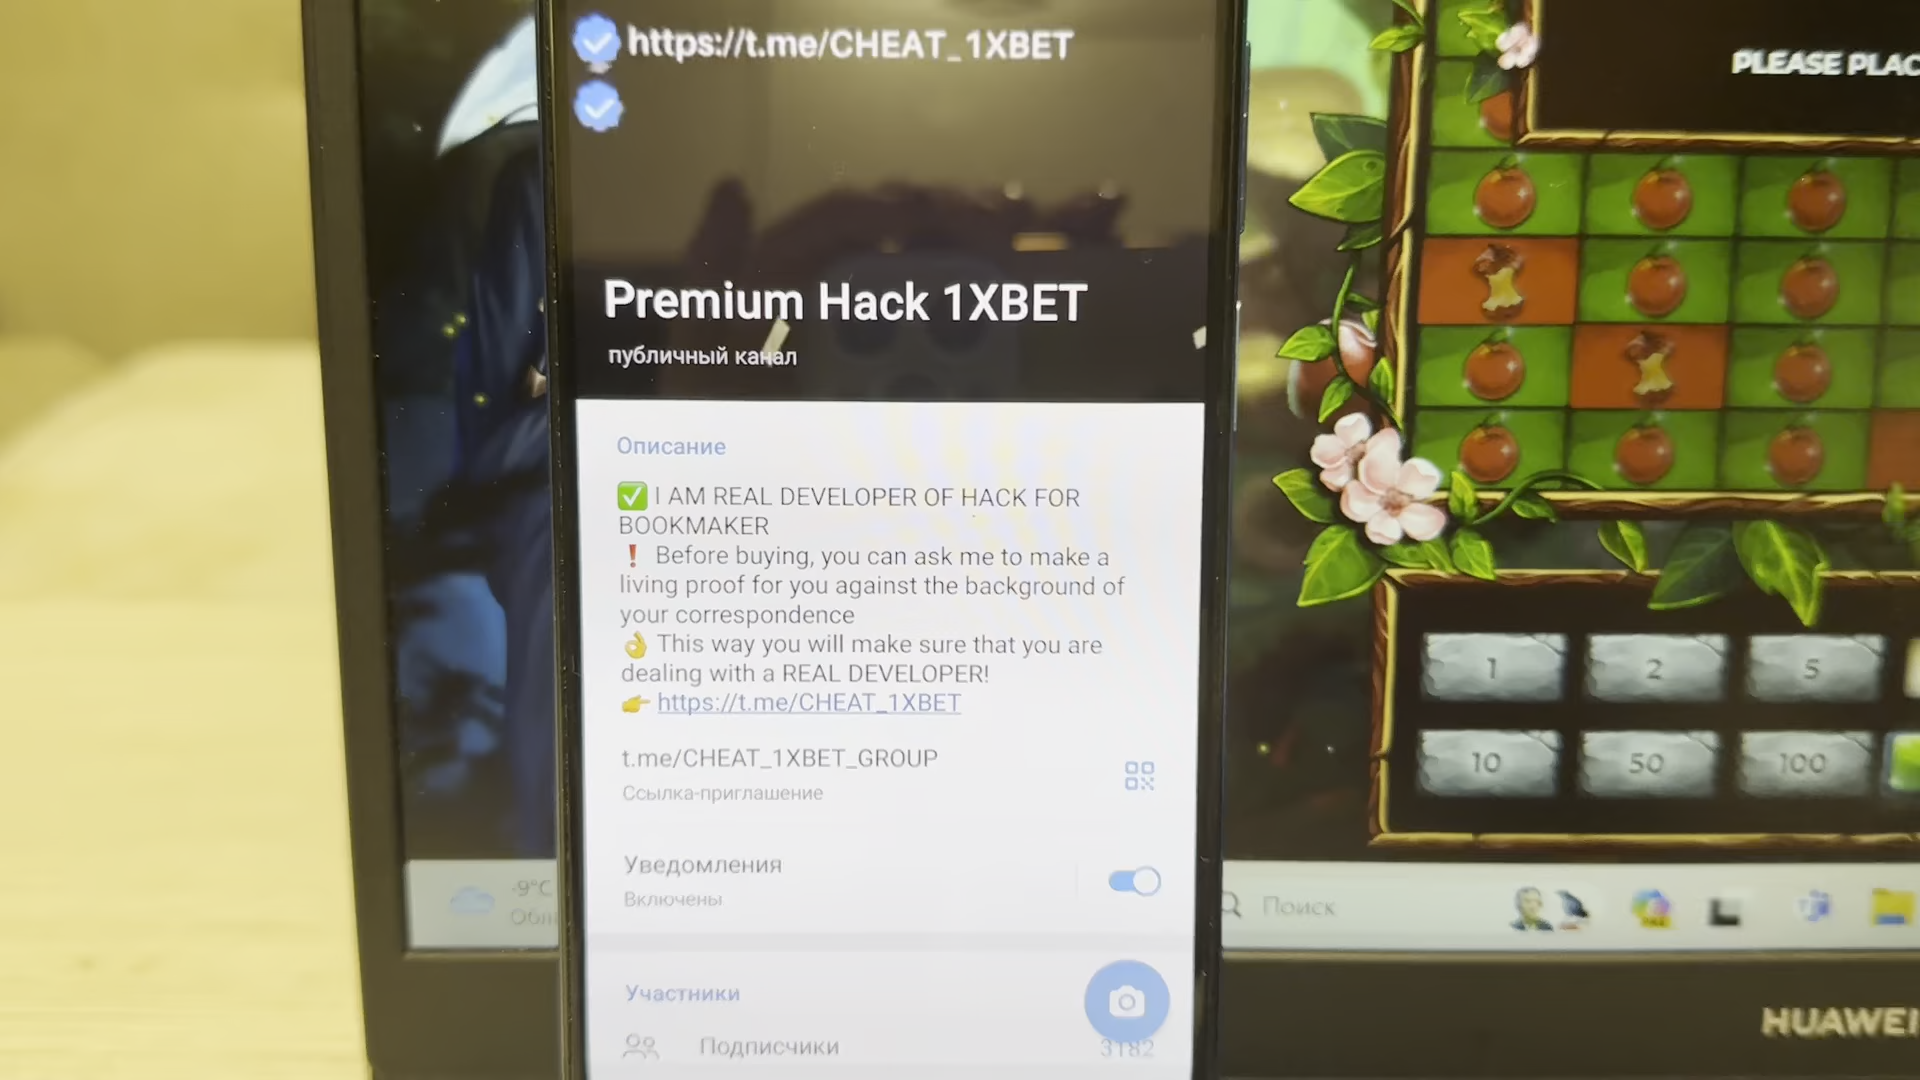 https://t.me/CHEAT_1XBET
PLEASE PLAC
Premium Hack 1XBET
публичный канал
Описание
✅ I AM REAL DEVELOPER OF HACK FOR
BOOKMAKER
❗ Before buying, you can ask me to make a
living proof for you against the background of
your correspondence
👌 This way you will make sure that you are
dealing with a REAL DEVELOPER!
👉 https://t.me/CHEAT_1XBET
t.me/CHEAT_1XBET_GROUP
Ссылка-приглашение
Уведомления
Включены
Участники
Подписчики
3182
1 2 5
10 50 100
-9°C
Поиск
HUAWEI